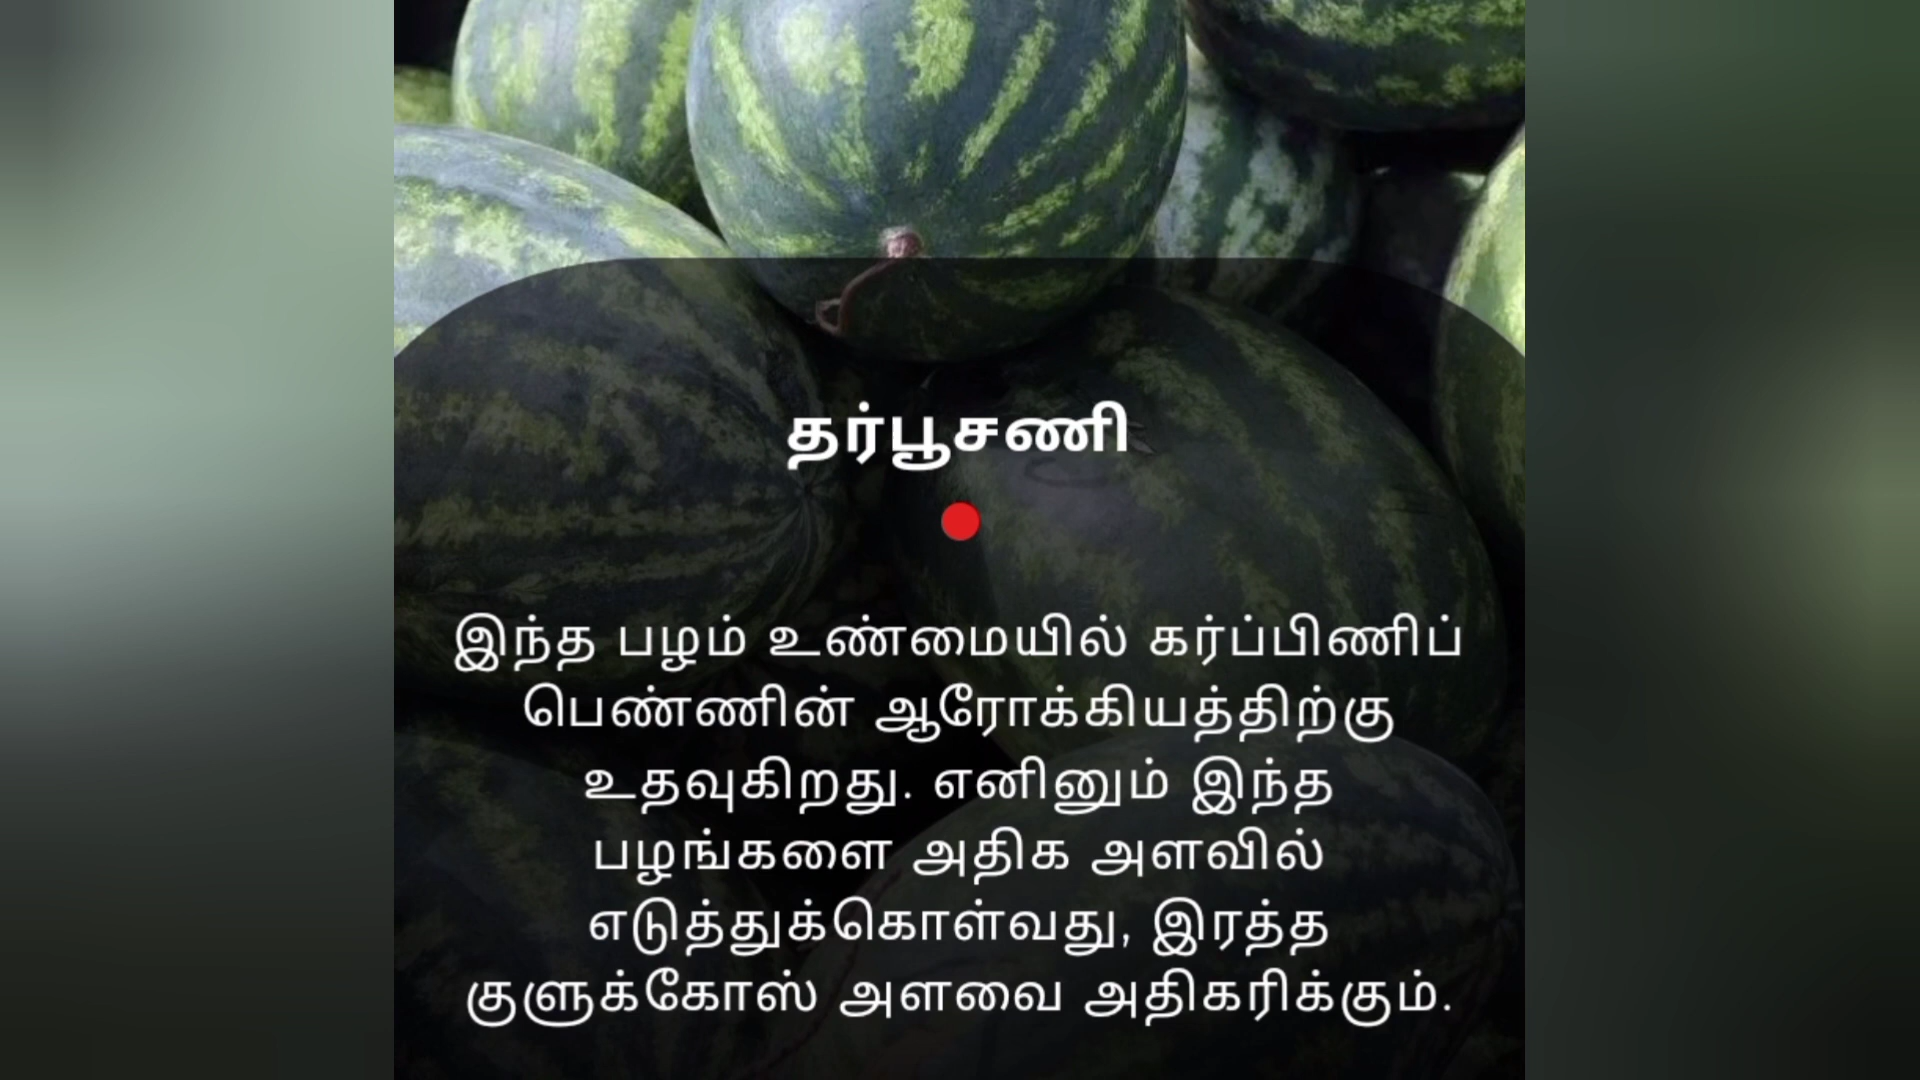 தர்பூசணி
இந்த பழம் உண்மையில் கர்ப்பிணிப்
பெண்ணின் ஆரோக்கியத்திற்கு
உதவுகிறது. எனினும் இந்த
பழங்களை அதிக அளவில்
எடுத்துக்கொள்வது, இரத்த
குளுக்கோஸ் அளவை அதிகரிக்கும்.